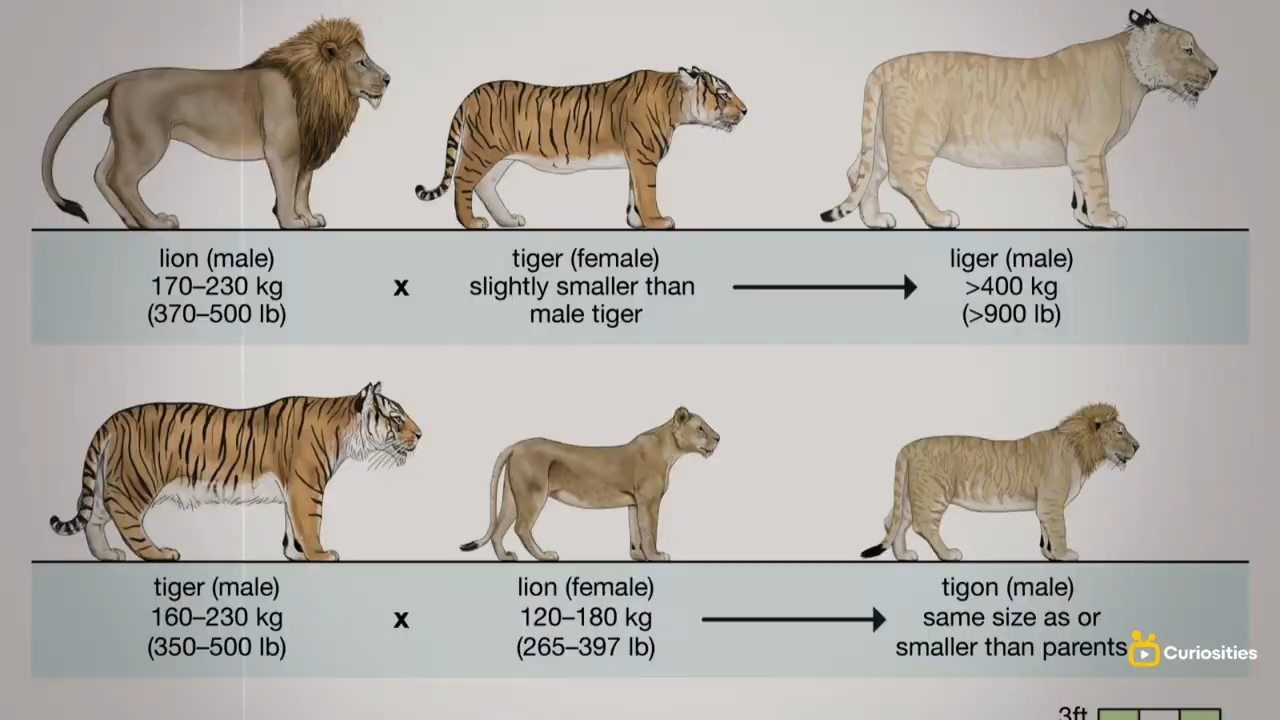 lion (male)
170–230 kg
(370–500 lb)
x
tiger (female)
slightly smaller than
male tiger
liger (male)
>400 kg
(>900 lb)
tiger (male)
160–230 kg
(350–500 lb)
x
lion (female)
120–180 kg
(265–397 lb)
tigon (male)
same size as or
smaller than parents
Curiosities
3ft